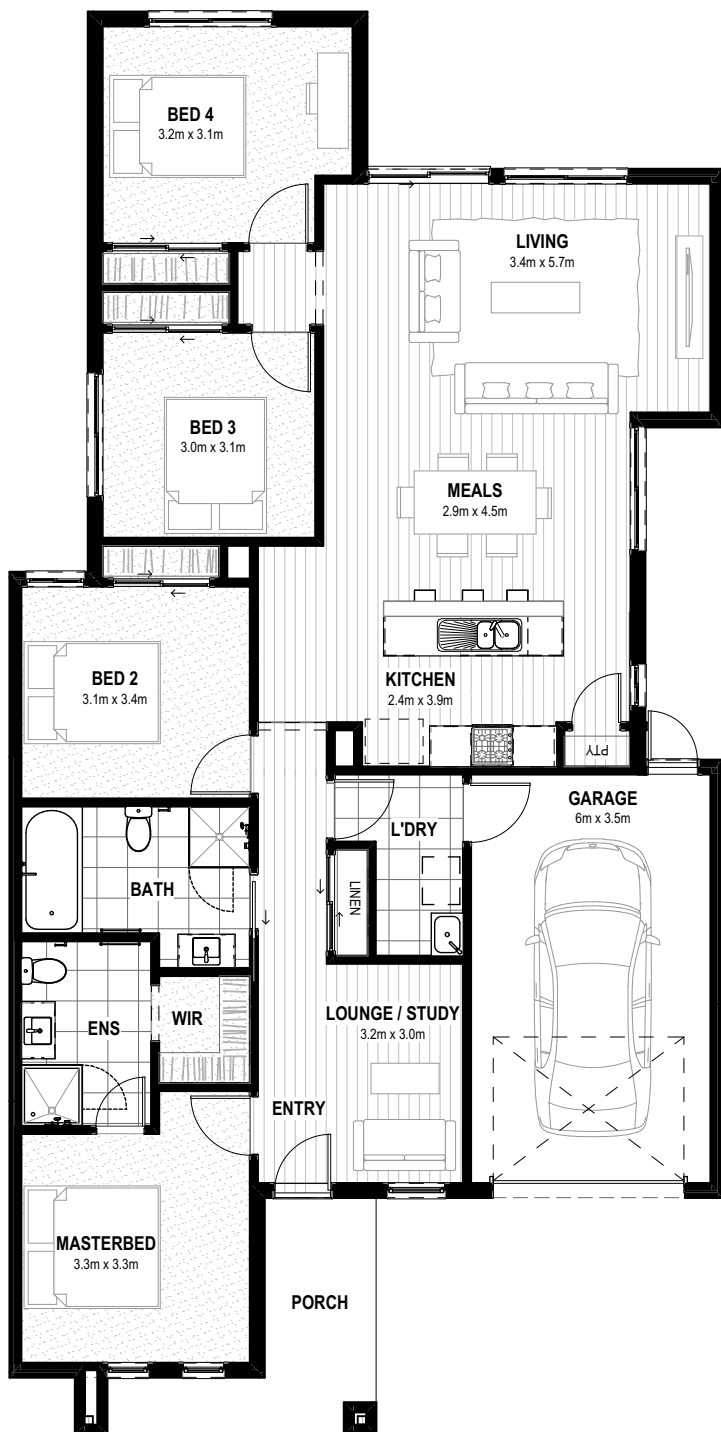 BED 4
3.2m x 3.1m
LIVING
3.4m x 5.7m
BED 3
3.0m x 3.1m
MEALS
2.9m x 4.5m
BED 2
3.1m x 3.4m
KITCHEN
2.4m x 3.9m
PTY
GARAGE
6m x 3.5m
L'DRY
BATH
LINEN
ENS
WIR
LOUNGE / STUDY
3.2m x 3.0m
ENTRY
MASTERBED
3.3m x 3.3m
PORCH